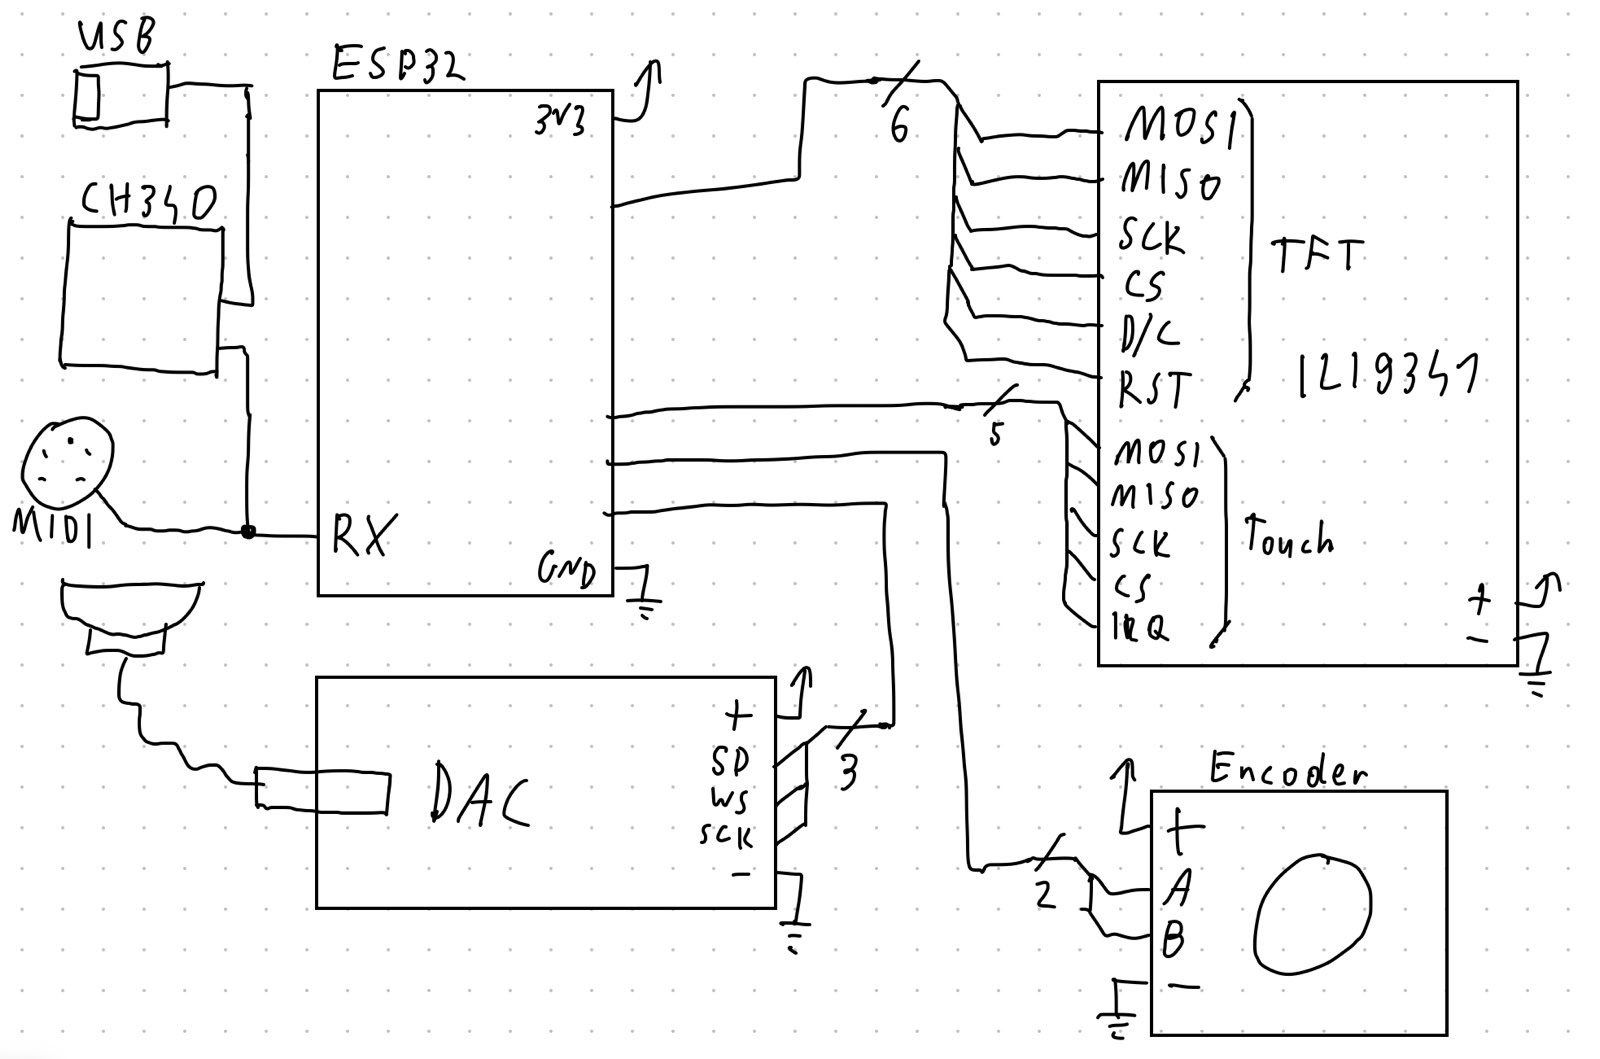 USB
CH340
MIDI
ESP32
3V3
RX
GND
6
5
MOSI
MISO
SCK
CS
D/C
RST
TFT
ILI9341
MOSI
MISO
SCK
CS
IRQ
Touch
+
-
DAC
+
SD
WS
SCK
-
3
2
Encoder
+
A
B
-